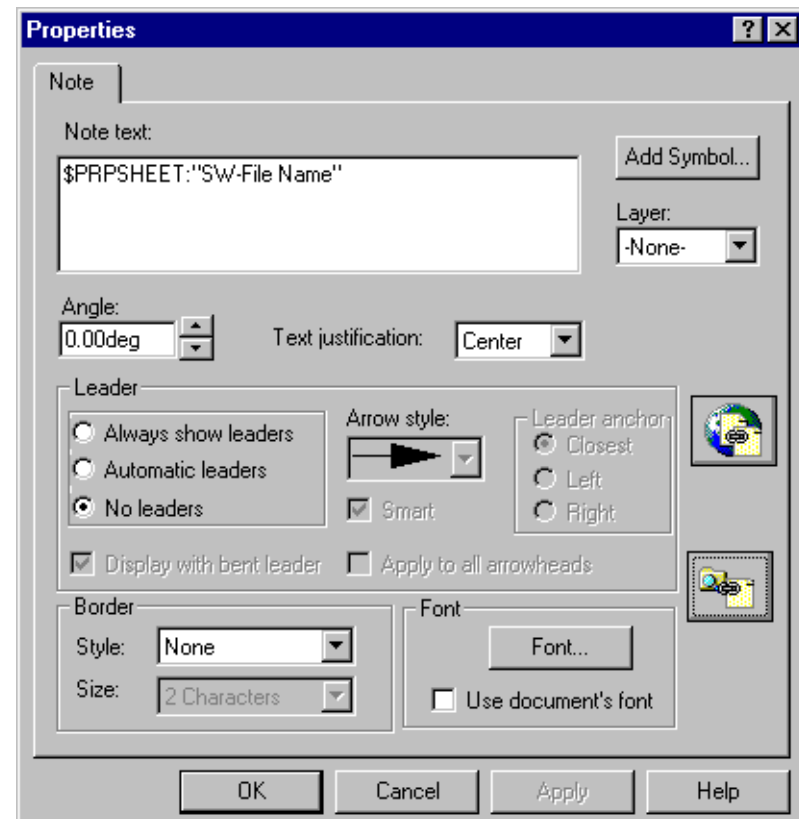 Properties
Note
Note text:
$PRPSHEET:"SW-File Name"
Add Symbol...
Layer:
-None-
Angle:
0.00deg
Text justification:
Center
Leader
Always show leaders
Automatic leaders
No leaders
Arrow style:
Smart
Leader anchor
Closest
Left
Right
Display with bent leader
Apply to all arrowheads
Border
Style:
None
Size:
2 Characters
Font
Font...
Use document's font
OK
Cancel
Apply
Help